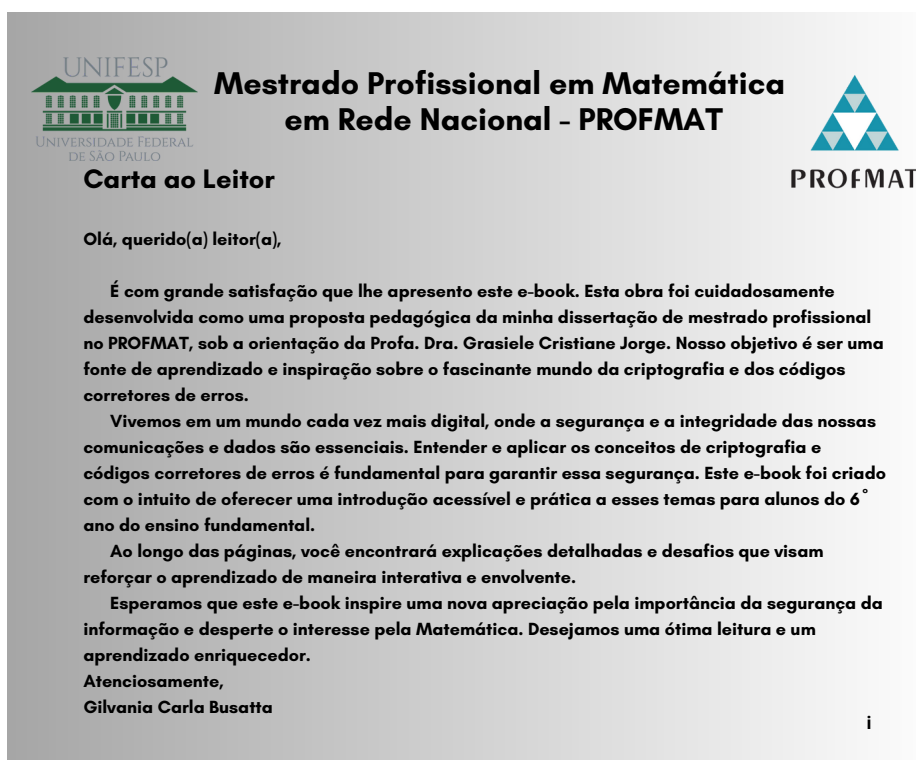 UNIFESP
UNIVERSIDADE FEDERAL
DE SÃO PAULO
Mestrado Profissional em Matemática
em Rede Nacional - PROFMAT
PROFMAT
Carta ao Leitor
Olá, querido(a) leitor(a),
É com grande satisfação que lhe apresento este e-book. Esta obra foi cuidadosamente
desenvolvida como uma proposta pedagógica da minha dissertação de mestrado profissional
no PROFMAT, sob a orientação da Profa. Dra. Grasiele Cristiane Jorge. Nosso objetivo é ser uma
fonte de aprendizado e inspiração sobre o fascinante mundo da criptografia e dos códigos
corretores de erros.
Vivemos em um mundo cada vez mais digital, onde a segurança e a integridade das nossas
comunicações e dados são essenciais. Entender e aplicar os conceitos de criptografia e
códigos corretores de erros é fundamental para garantir essa segurança. Este e-book foi criado
com o intuito de oferecer uma introdução acessível e prática a esses temas para alunos do 6°
ano do ensino fundamental.
Ao longo das páginas, você encontrará explicações detalhadas e desafios que visam
reforçar o aprendizado de maneira interativa e envolvente.
Esperamos que este e-book inspire uma nova apreciação pela importância da segurança da
informação e desperte o interesse pela Matemática. Desejamos uma ótima leitura e um
aprendizado enriquecedor.
Atenciosamente,
Gilvania Carla Busatta
i